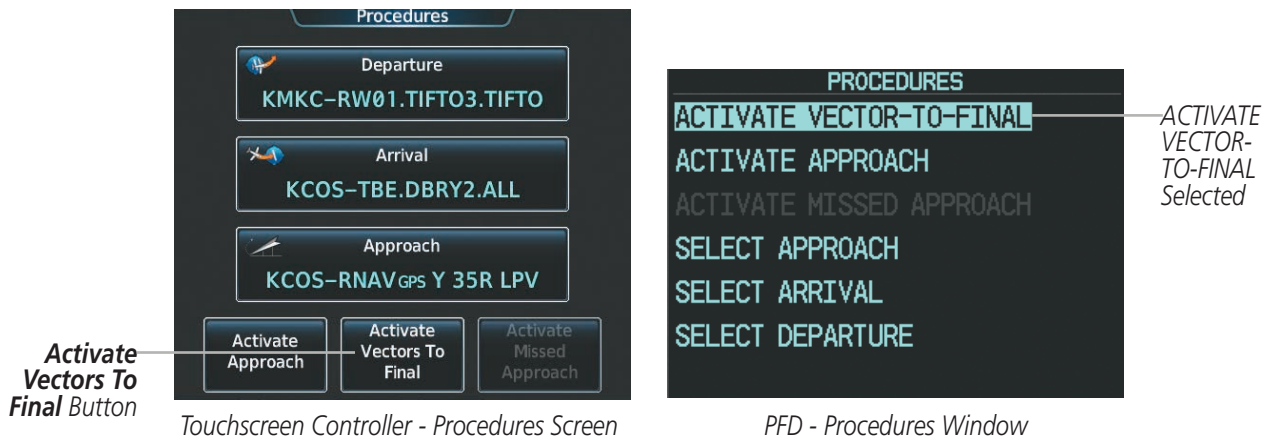 Procedures
Departure
KMKC–RW01.TIFTO3.TIFTO
Arrival
KCOS–TBE.DBRY2.ALL
Approach
KCOS–RNAV GPS Y 35R LPV
Activate
Approach
Activate
Vectors To
Final
Activate
Missed
Approach
Activate
Vectors To
Final Button
Touchscreen Controller - Procedures Screen
PROCEDURES
ACTIVATE VECTOR-TO-FINAL
ACTIVATE APPROACH
ACTIVATE MISSED APPROACH
SELECT APPROACH
SELECT ARRIVAL
SELECT DEPARTURE
ACTIVATE
VECTOR-
TO-FINAL
Selected
PFD - Procedures Window